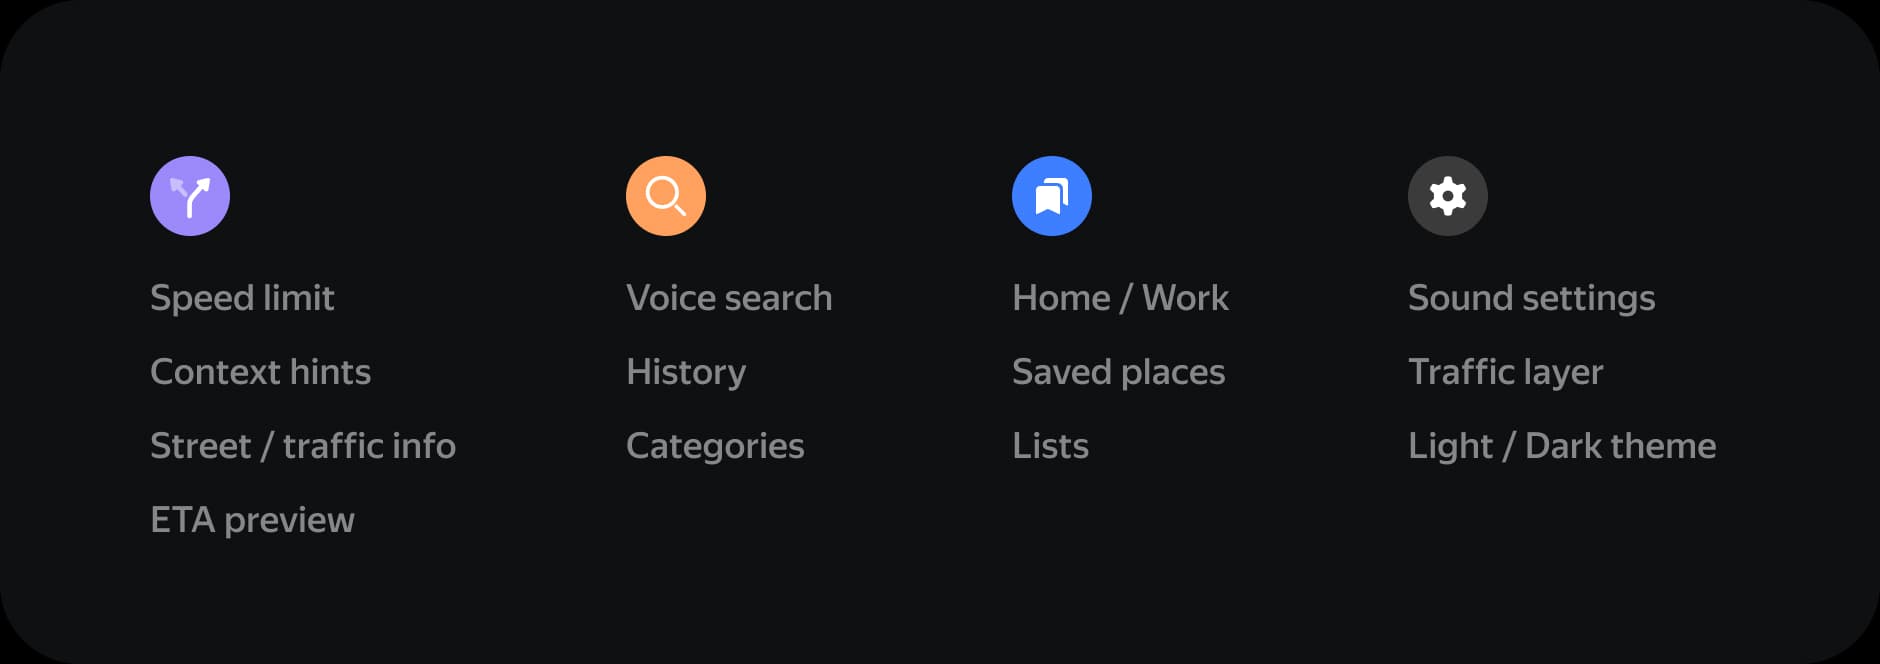 Speed limit
Context hints
Street / traffic info
ETA preview
Voice search
History
Categories
Home / Work
Saved places
Lists
Sound settings
Traffic layer
Light / Dark theme